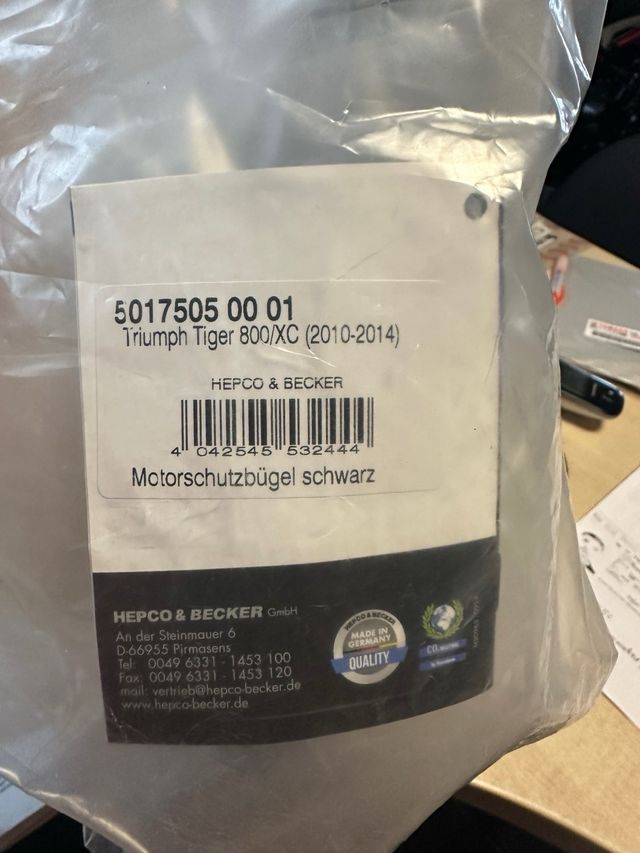 5017505 00 01
Triumph Tiger 800/XC (2010-2014)
HEPCO & BECKER
4 042545 532444
Motorschutzbügel schwarz
HEPCO & BECKER GmbH
An der Steinmauer 6
D-66955 Pirmasens
Tel: 0049 6331 - 1453 100
Fax: 0049 6331 - 1453 120
mail: vertrieb@hepco-becker.de
www.hepco-becker.de
HEPCO & BECKER
MADE IN
GERMANY
QUALITY